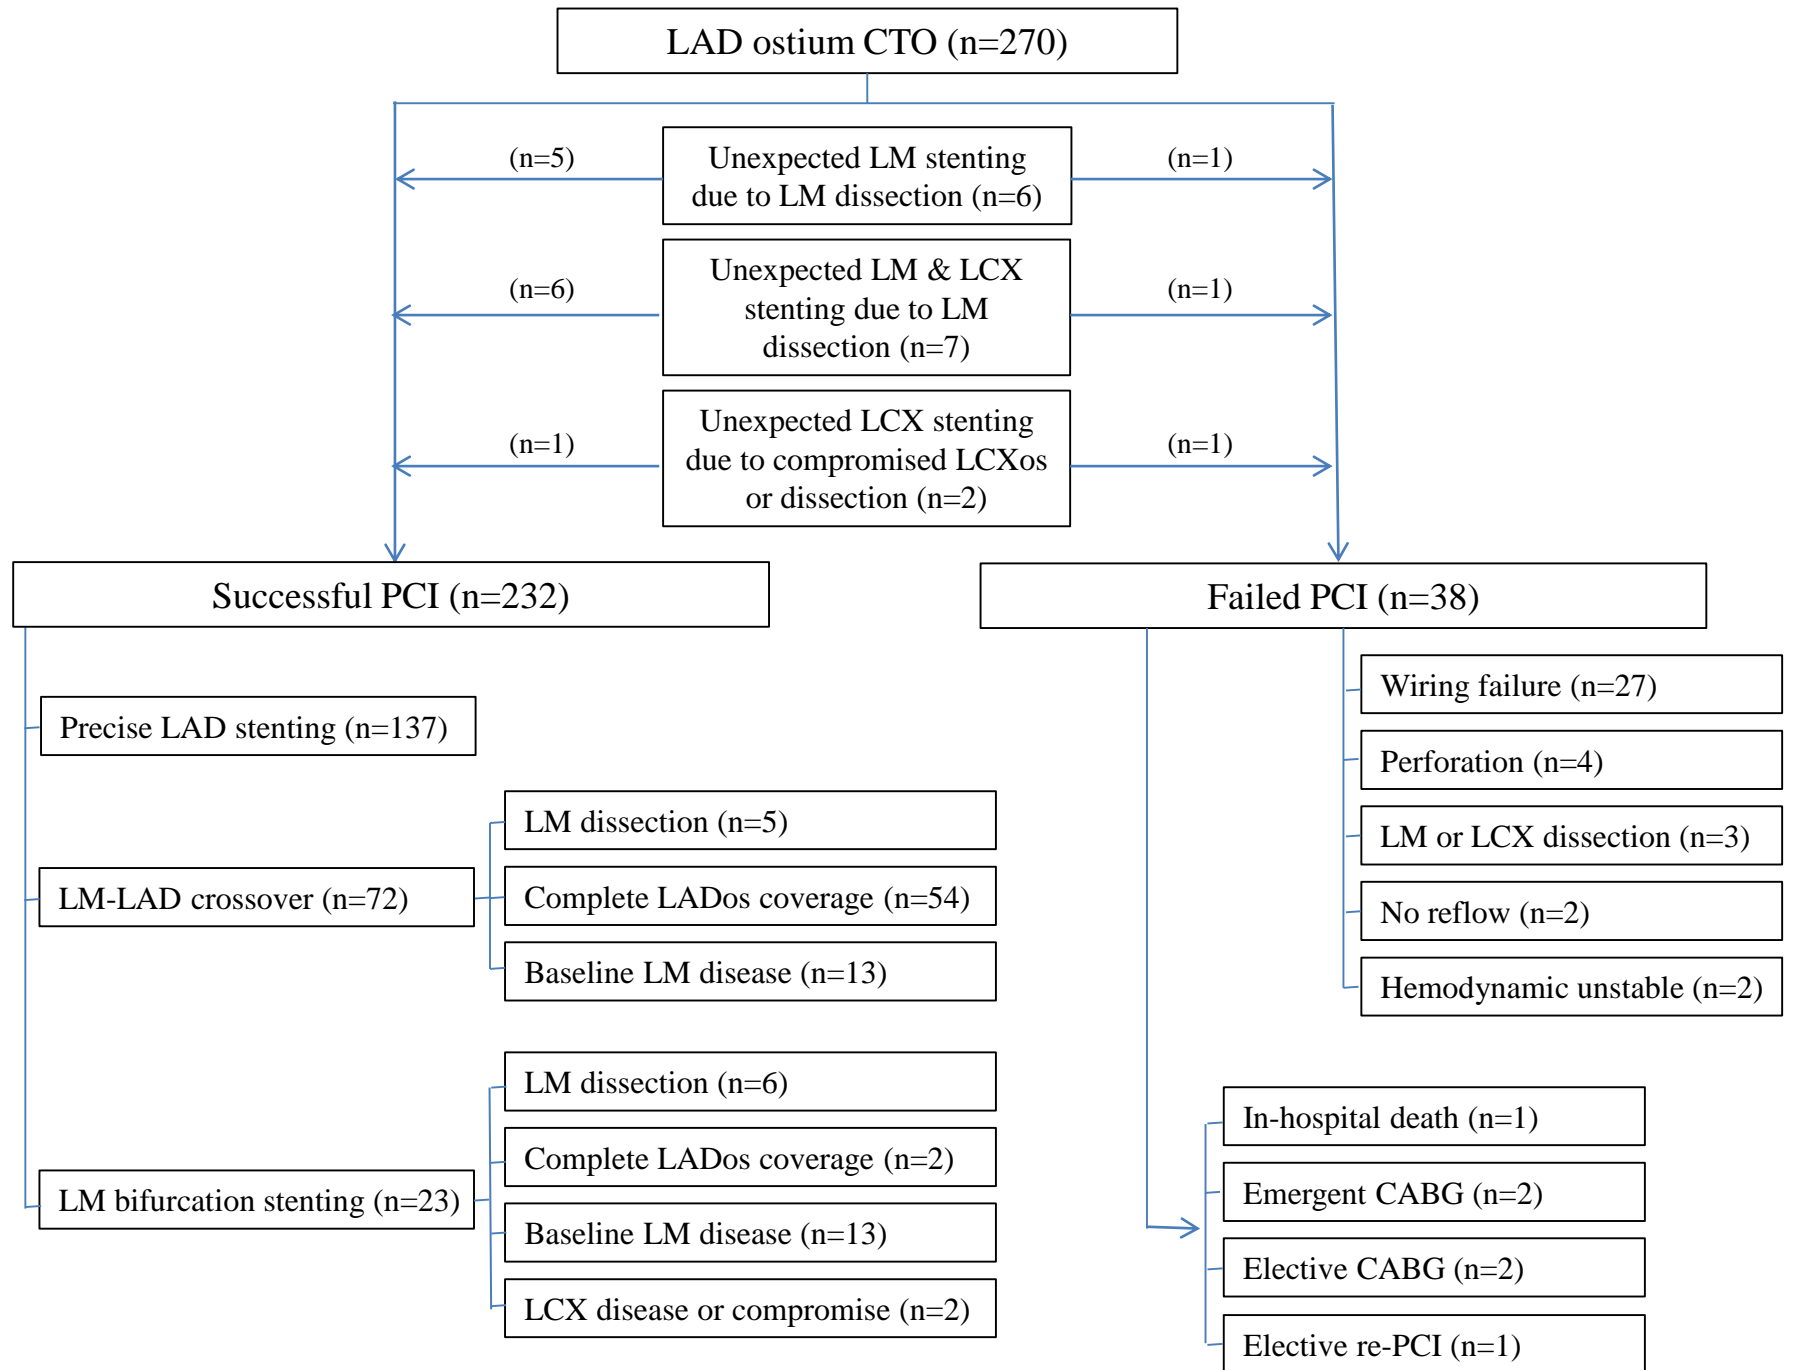 LAD ostium CTO (n=270)
(n=5)
Unexpected LM stenting
due to LM dissection (n=6)
(n=1)
(n=6)
Unexpected LM & LCX
stenting due to LM
dissection (n=7)
(n=1)
(n=1)
Unexpected LCX stenting
due to compromised LCXos
or dissection (n=2)
(n=1)
Successful PCI (n=232)
Precise LAD stenting (n=137)
LM-LAD crossover (n=72)
LM dissection (n=5)
Complete LADos coverage (n=54)
Baseline LM disease (n=13)
LM bifurcation stenting (n=23)
LM dissection (n=6)
Complete LADos coverage (n=2)
Baseline LM disease (n=13)
LCX disease or compromise (n=2)
Failed PCI (n=38)
Wiring failure (n=27)
Perforation (n=4)
LM or LCX dissection (n=3)
No reflow (n=2)
Hemodynamic unstable (n=2)
In-hospital death (n=1)
Emergent CABG (n=2)
Elective CABG (n=2)
Elective re-PCI (n=1)